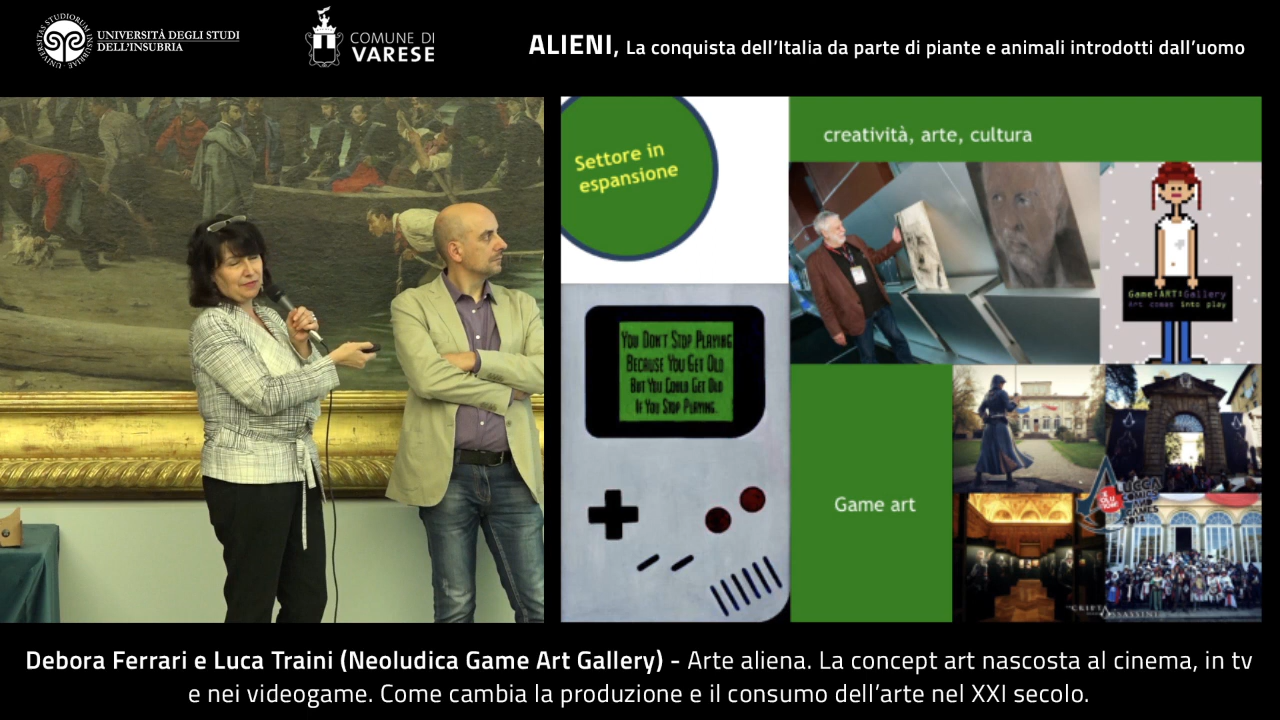 UNIVERSITÀ DEGLI STUDI
DELL'INSUBRIA
COMUNE DI
VARESE
ALIENI, La conquista dell'Italia da parte di piante e animali introdotti dall'uomo
Settore in
espansione
creatività, arte, cultura
Game:ART:Gallery
Art comes into play
YOU DON'T STOP PLAYING
BECAUSE YOU GET OLD
BUT YOU COULD GET OLD
IF YOU STOP PLAYING.
Game art
LUCCA
COMICS
GAMES
2014
Debora Ferrari e Luca Traini (Neoludica Game Art Gallery) - Arte aliena. La concept art nascosta al cinema, in tv
e nei videogame. Come cambia la produzione e il consumo dell'arte nel XXI secolo.